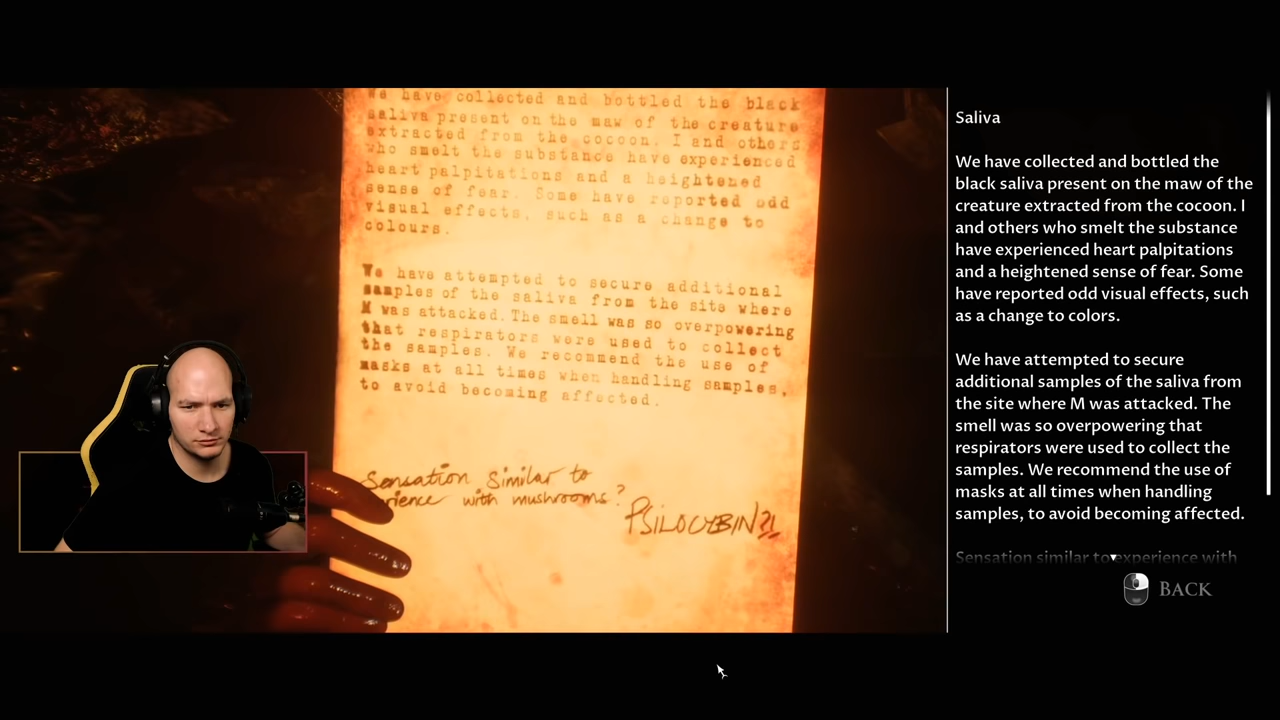 We have collected and bottled the black
saliva present on the maw of the creature
extracted from the cocoon. I and others
who smelt the substance have experienced
heart palpitations and a heightened
sense of fear. Some have reported odd
visual effects, such as a change to
colours.
We have attempted to secure additional
samples of the saliva from the site where
M was attacked. The smell was so overpowering
that respirators were used to collect
the samples. We recommend the use of
masks at all times when handling samples,
to avoid becoming affected.
Sensation similar to
erience with mushrooms?
PSILOCYBIN?!
Saliva
We have collected and bottled the
black saliva present on the maw of the
creature extracted from the cocoon. I
and others who smelt the substance
have experienced heart palpitations
and a heightened sense of fear. Some
have reported odd visual effects, such
as a change to colors.
We have attempted to secure
additional samples of the saliva from
the site where M was attacked. The
smell was so overpowering that
respirators were used to collect the
samples. We recommend the use of
masks at all times when handling
samples, to avoid becoming affected.
Sensation similar to experience with
BACK